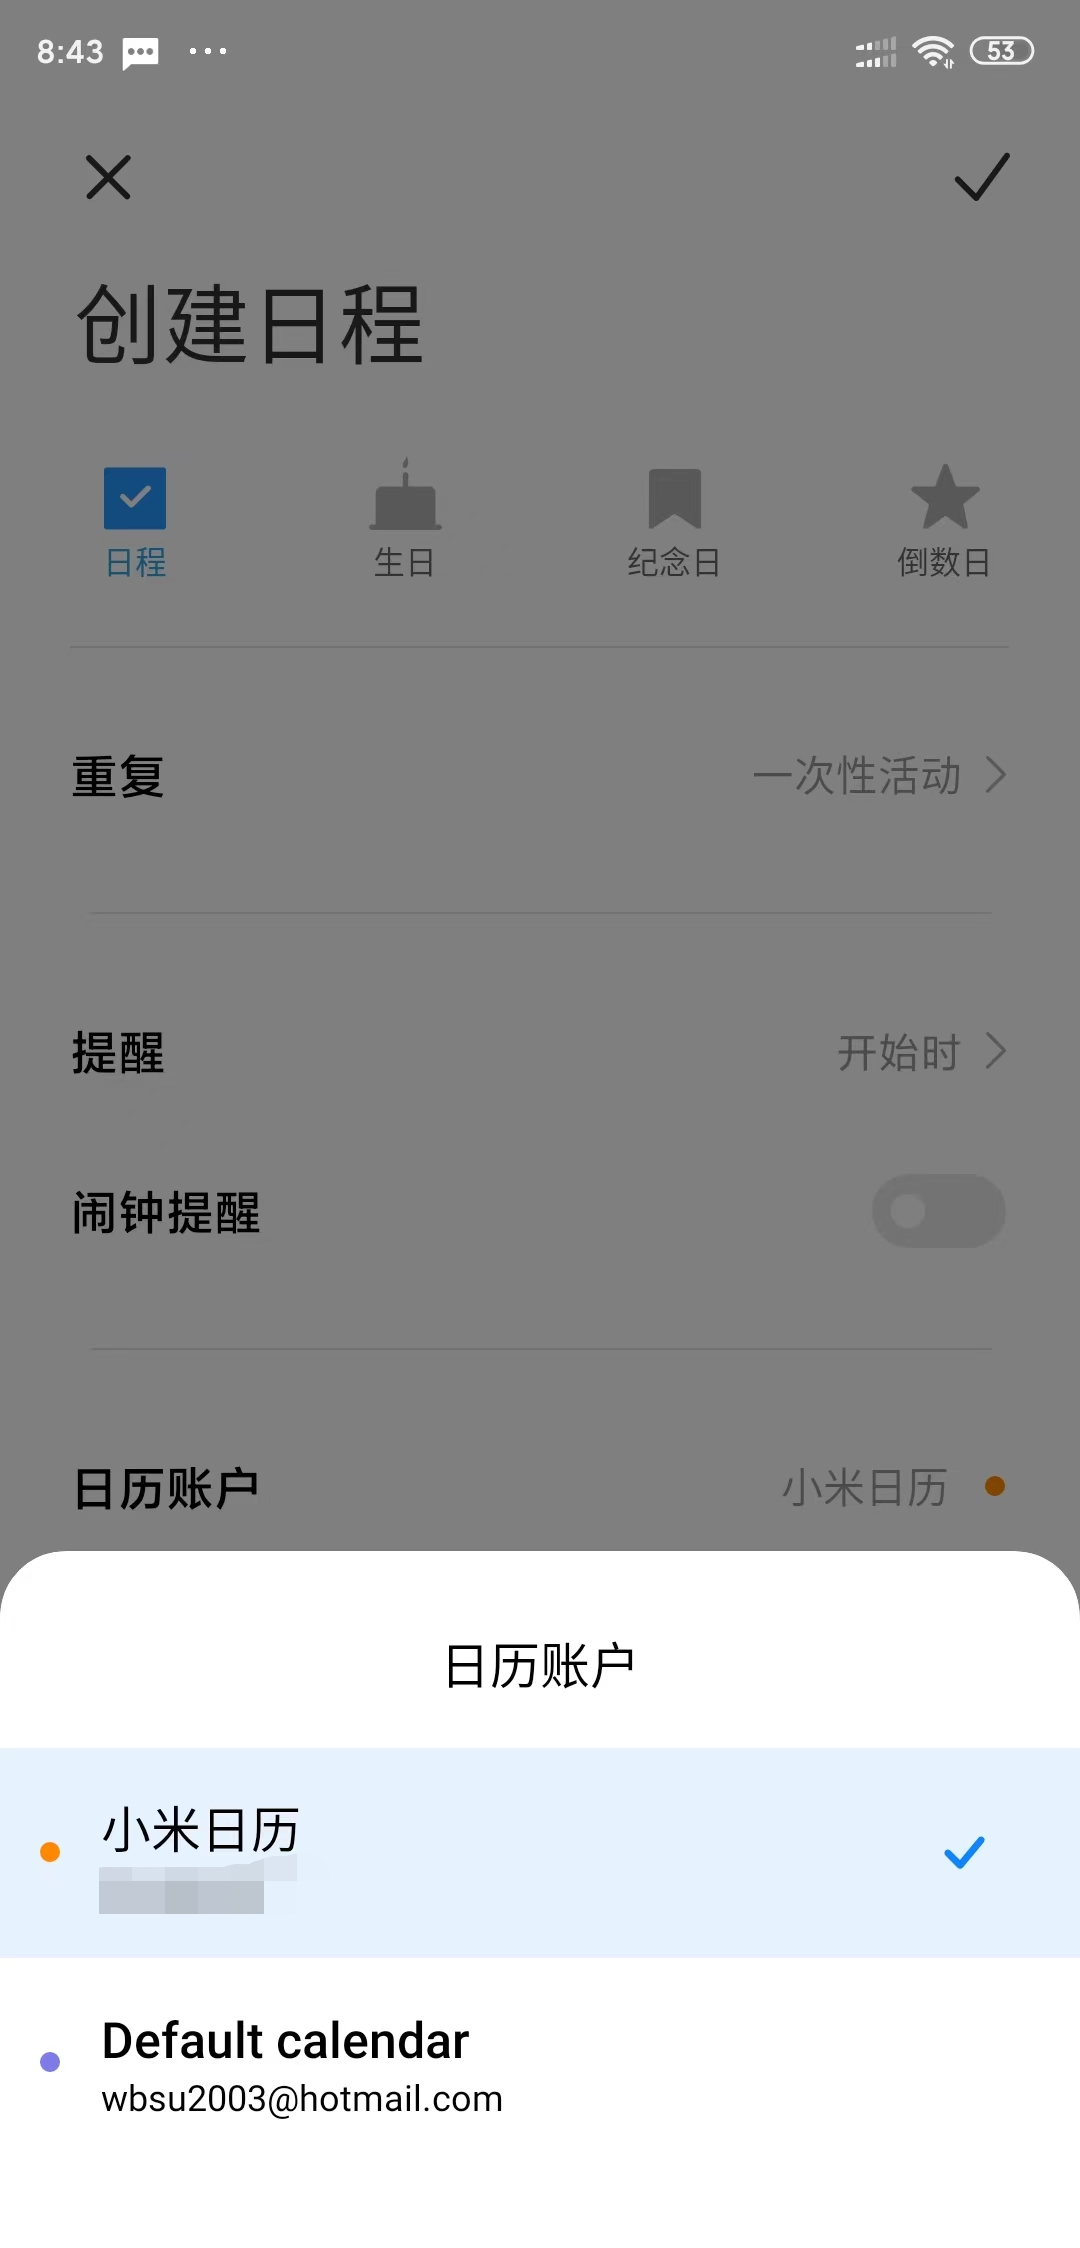 8:43
53
创建日程
日程
生日
纪念日
倒数日
重复
一次性活动
提醒
开始时
闹钟提醒
日历账户
小米日历
日历账户
小米日历
Default calendar
wbsu2003@hotmail.com